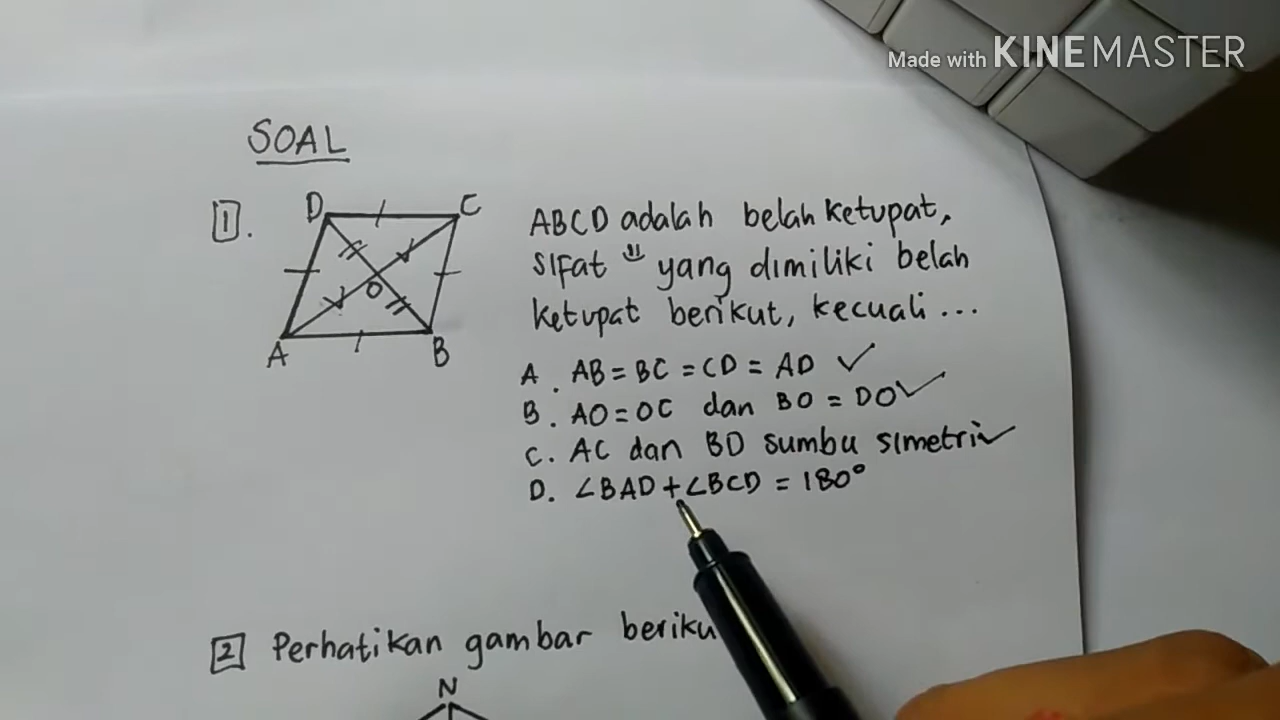 Made with KINEMASTER
SOAL
1.
D
C
O
A
B
ABCD adalah belah ketupat,
sifat " yang dimiliki belah
ketupat berikut, kecuali ...
A. AB = BC = CD = AD ✓
B. AO = OC dan BO = DO ✓
C. AC dan BD sumbu simetri ✓
D. ∠BAD + ∠BCD = 180°
2 Perhatikan gambar beriku
N